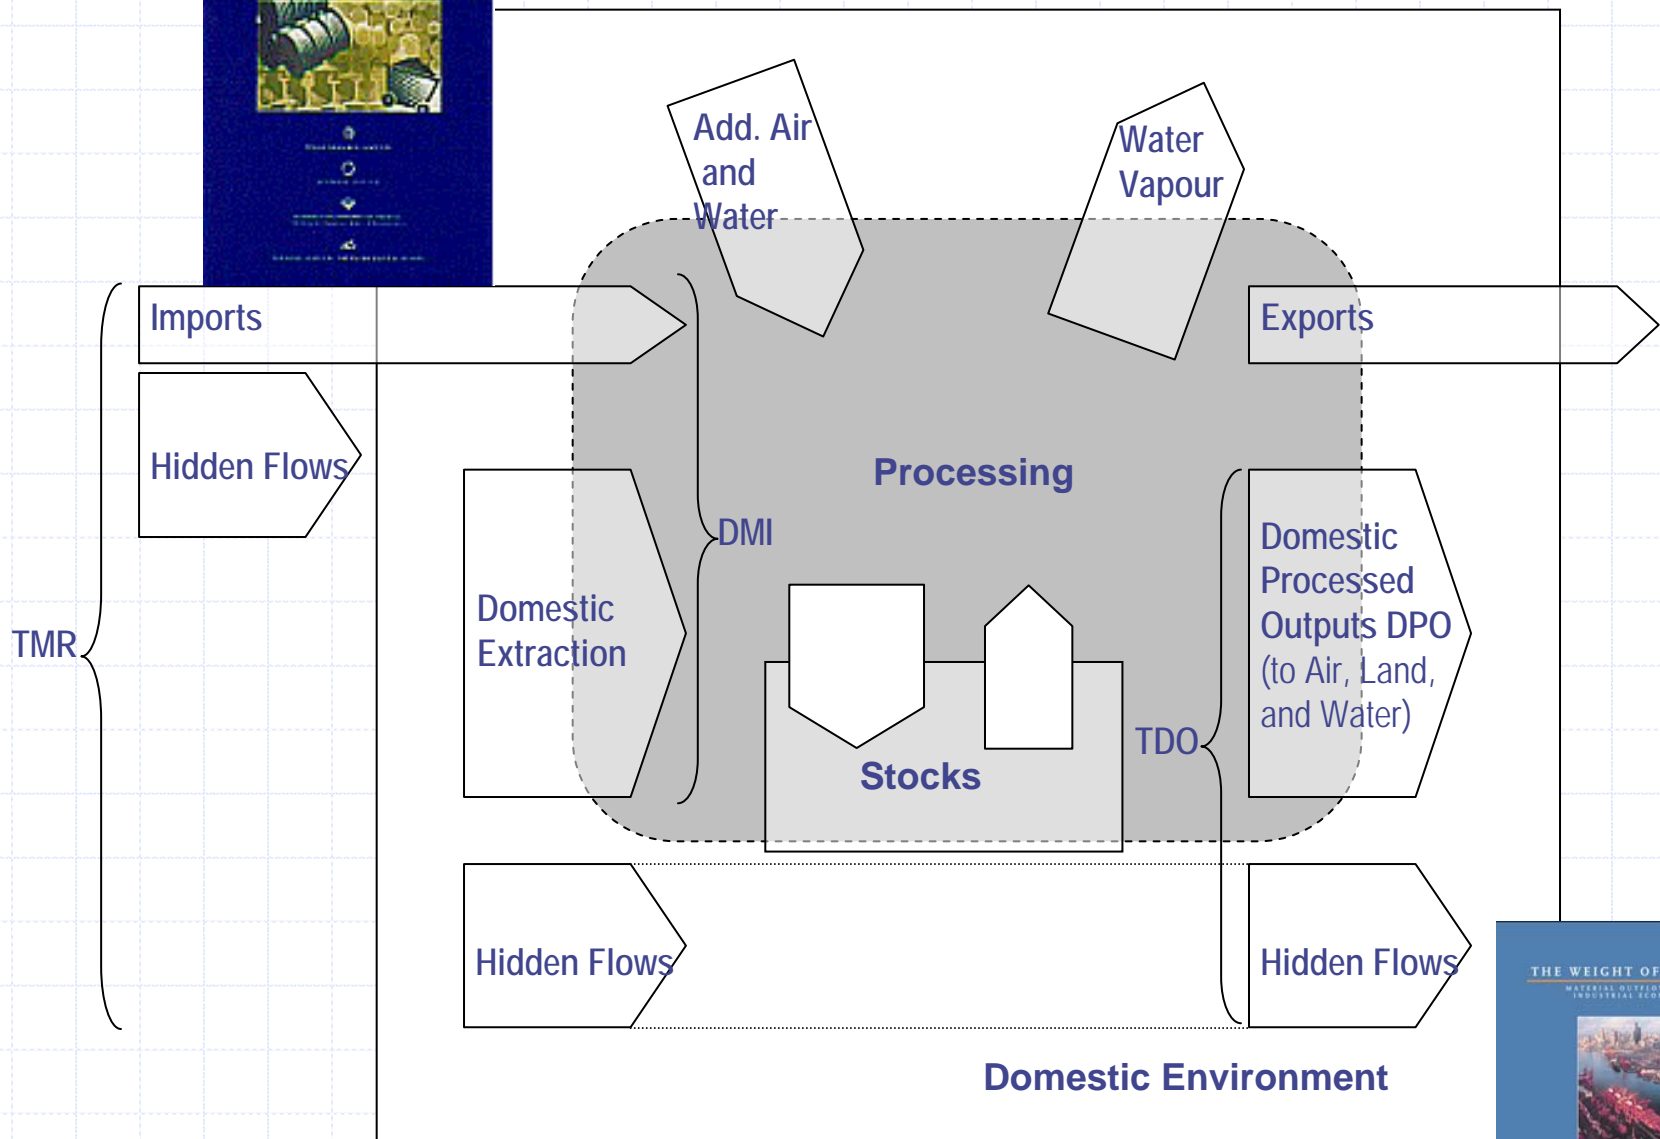 Add. Air
and
Water
Water
Vapour
Imports
Exports
Hidden Flows
Processing
DMI
Domestic
Extraction
Domestic
Processed
Outputs DPO
(to Air, Land,
and Water)
TMR
TDO
Stocks
Hidden Flows
Hidden Flows
THE WEIGHT OF
Domestic Environment